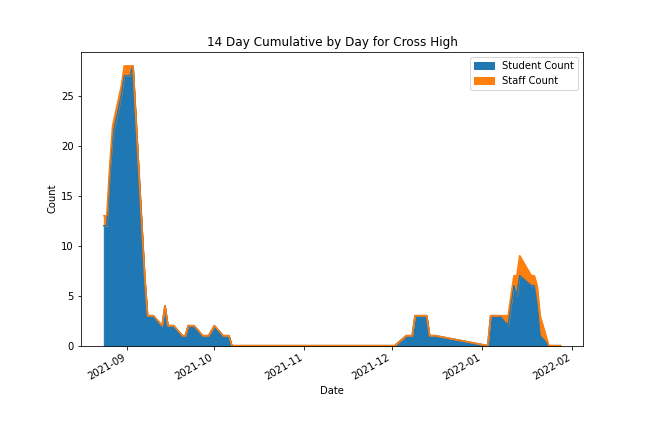 14 Day Cumulative by Day for Cross High
Student Count
Staff Count
25
20
15
10
5
0
Count
2021-09
2021-10
2021-11
2021-12
2022-01
2022-02
Date